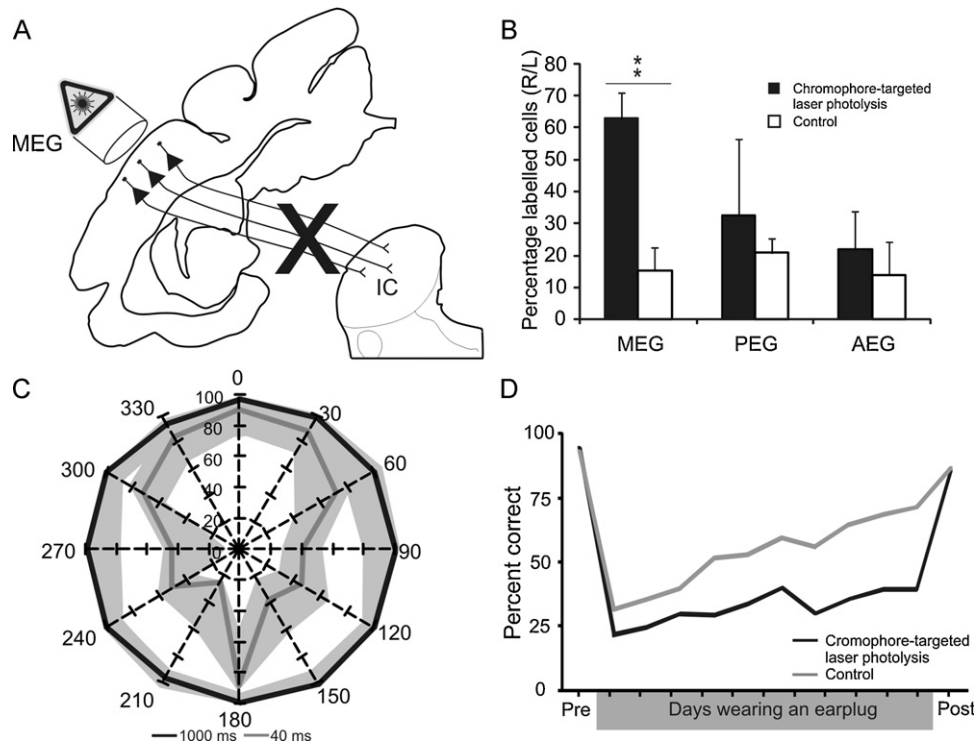 A
MEG
X
IC
B
Percentage labelled cells (R/L)
80
70
60
50
40
30
20
10
0
**
Chromophore-targeted
laser photolysis
Control
MEG PEG AEG
C
0
30
60
90
120
150
180
210
240
270
300
330
100
80
60
40
20
0
1000 ms 40 ms
D
Percent correct
100
75
50
25
0
Cromophore-targeted
laser photolysis
Control
Pre Days wearing an earplug Post